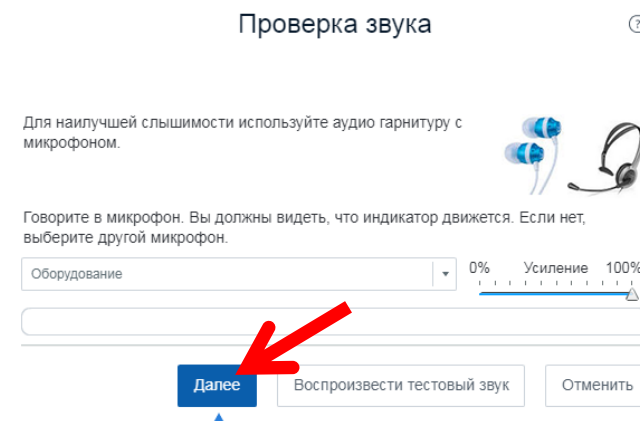 Проверка звука
?
Для наилучшей слышимости используйте аудио гарнитуру с
микрофоном.
Говорите в микрофон. Вы должны видеть, что индикатор движется. Если нет,
выберите другой микрофон.
Оборудование
0% Усиление 100%
Далее
Воспроизвести тестовый звук
Отменить